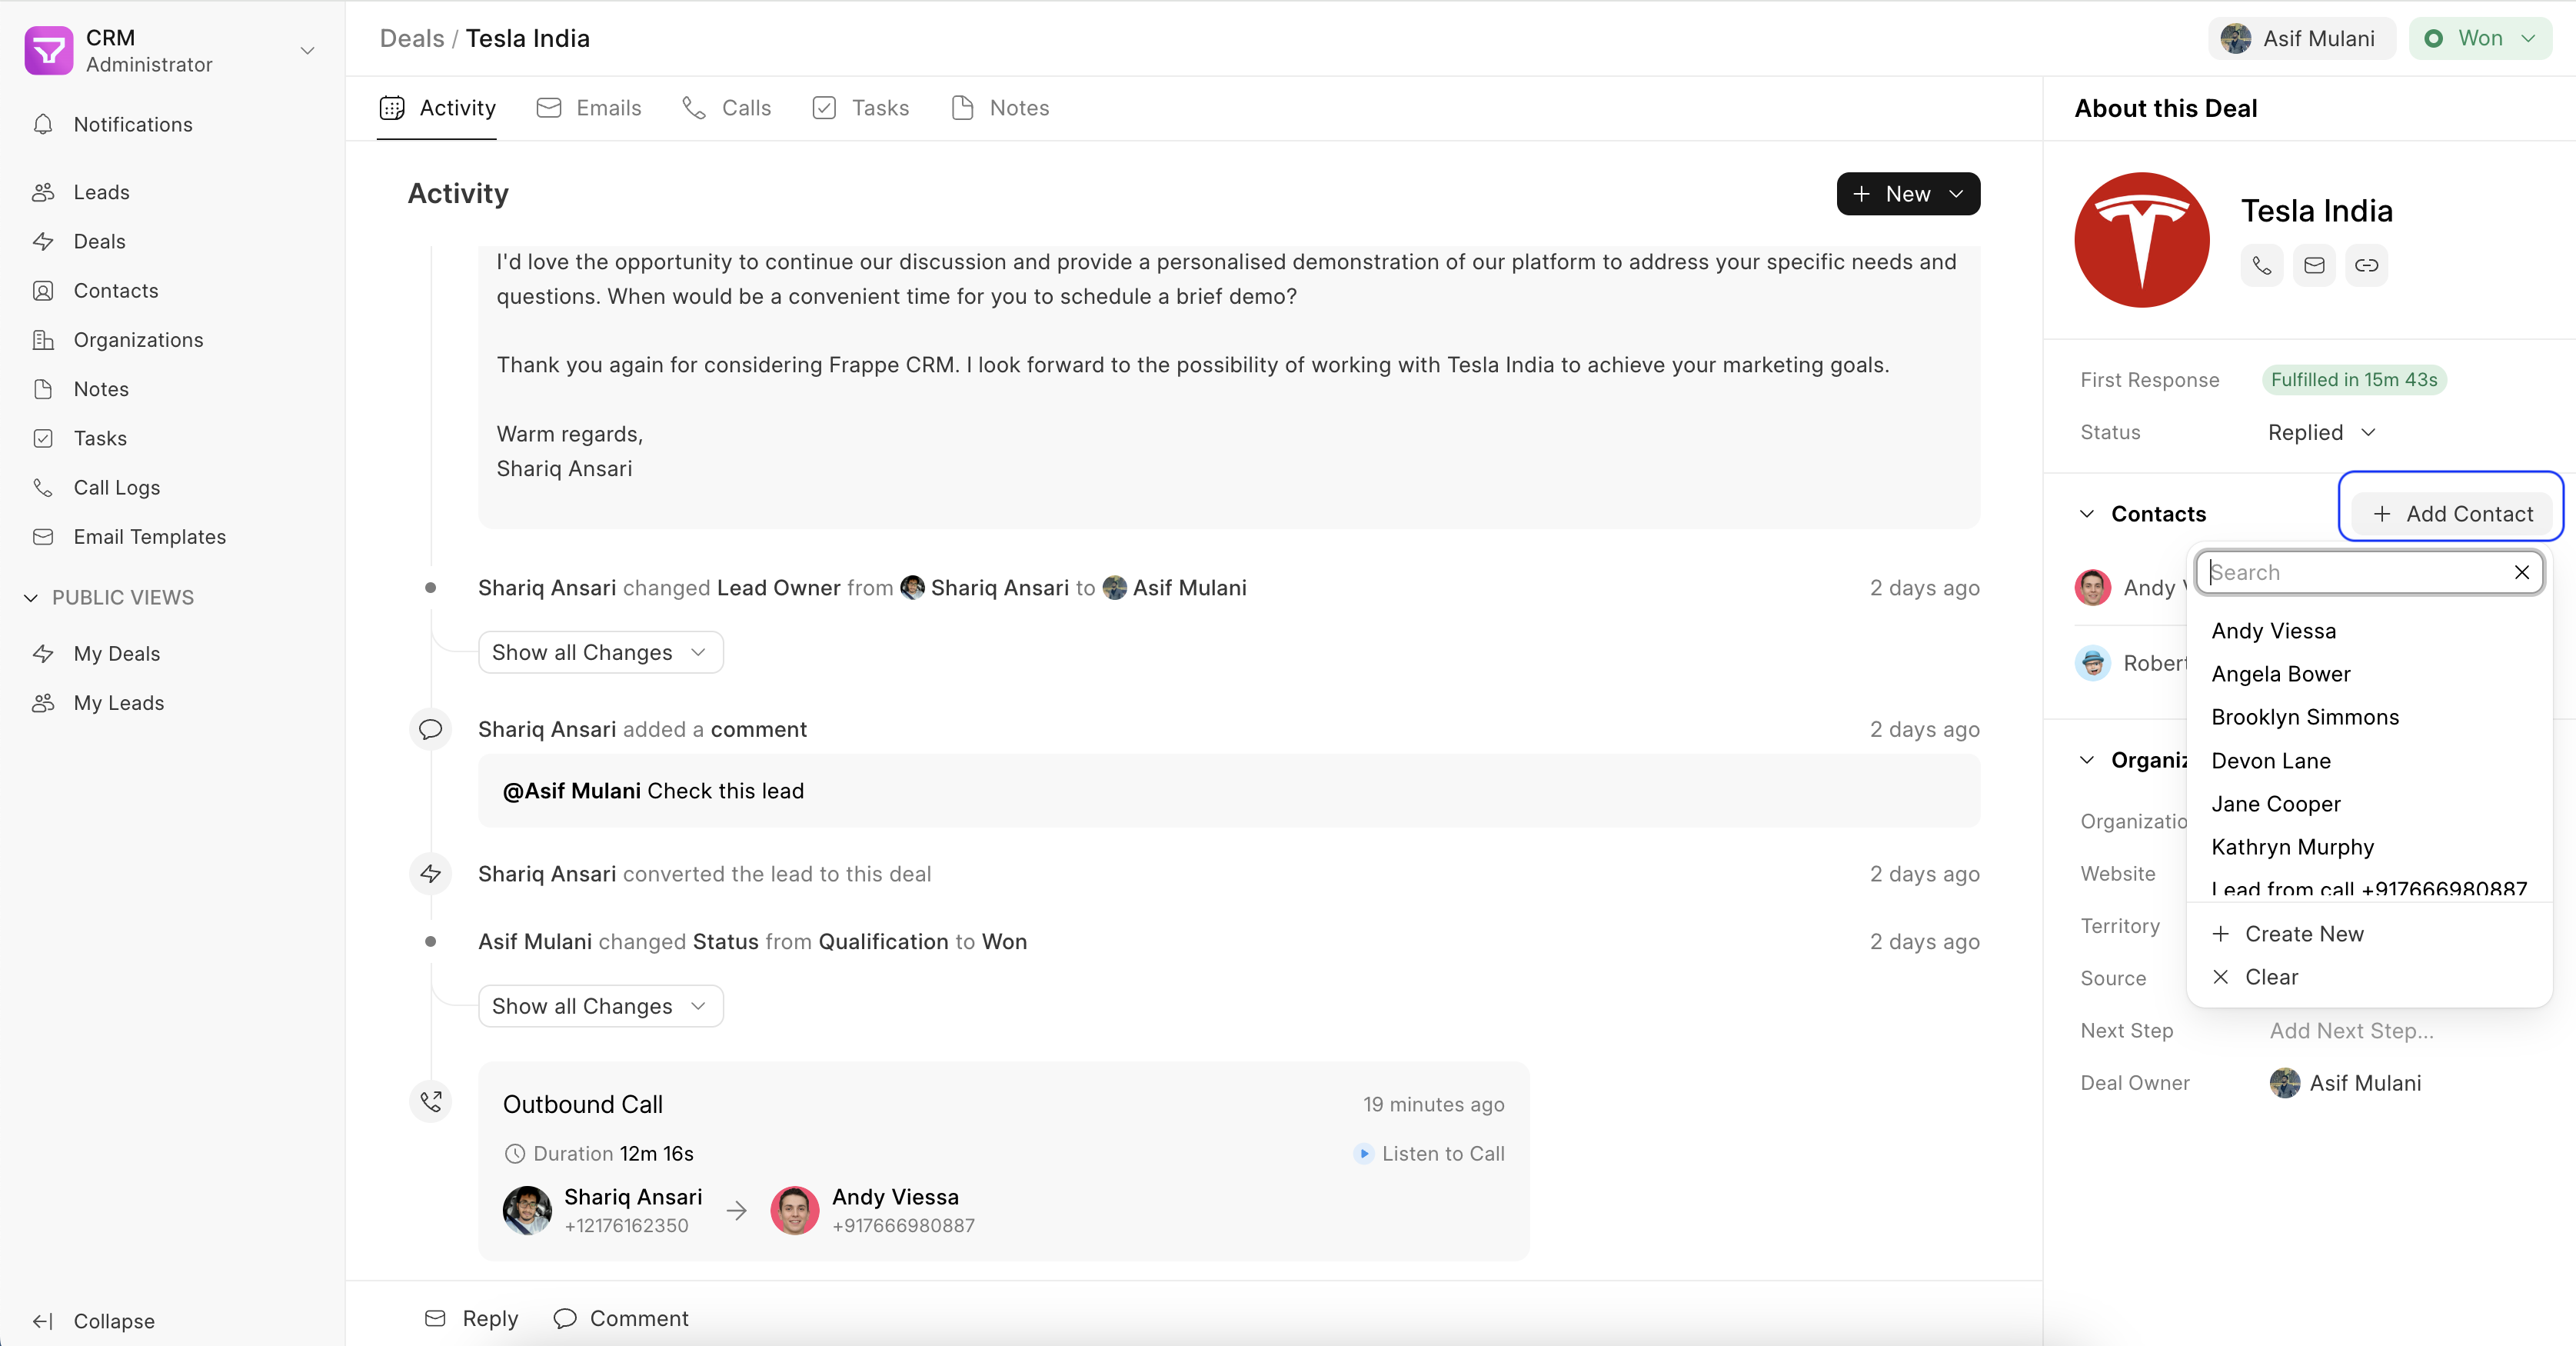 CRM
Administrator
Notifications
Leads
Deals
Contacts
Organizations
Notes
Tasks
Call Logs
Email Templates
PUBLIC VIEWS
My Deals
My Leads
Collapse
Deals / Tesla India
Asif Mulani
Won
Activity
Emails
Calls
Tasks
Notes
Activity
New
I'd love the opportunity to continue our discussion and provide a personalised demonstration of our platform to address your specific needs and
questions. When would be a convenient time for you to schedule a brief demo?
Thank you again for considering Frappe CRM. I look forward to the possibility of working with Tesla India to achieve your marketing goals.
Warm regards,
Shariq Ansari
Shariq Ansari changed Lead Owner from Shariq Ansari to Asif Mulani 2 days ago
Show all Changes
Shariq Ansari added a comment 2 days ago
@Asif Mulani Check this lead
Shariq Ansari converted the lead to this deal 2 days ago
Asif Mulani changed Status from Qualification to Won 2 days ago
Show all Changes
Outbound Call 19 minutes ago
Duration 12m 16s Listen to Call
Shariq Ansari
+12176162350
Andy Viessa
+917666980887
Reply
Comment
About this Deal
Tesla India
First Response Fulfilled in 15m 43s
Status Replied
Contacts
Add Contact
Andy
Robert
Search
Andy Viessa
Angela Bower
Brooklyn Simmons
Devon Lane
Jane Cooper
Kathryn Murphy
Lead from call +917666980887
Create New
Clear
Organiz
Organizatio
Website
Territory
Source
Next Step Add Next Step...
Deal Owner Asif Mulani